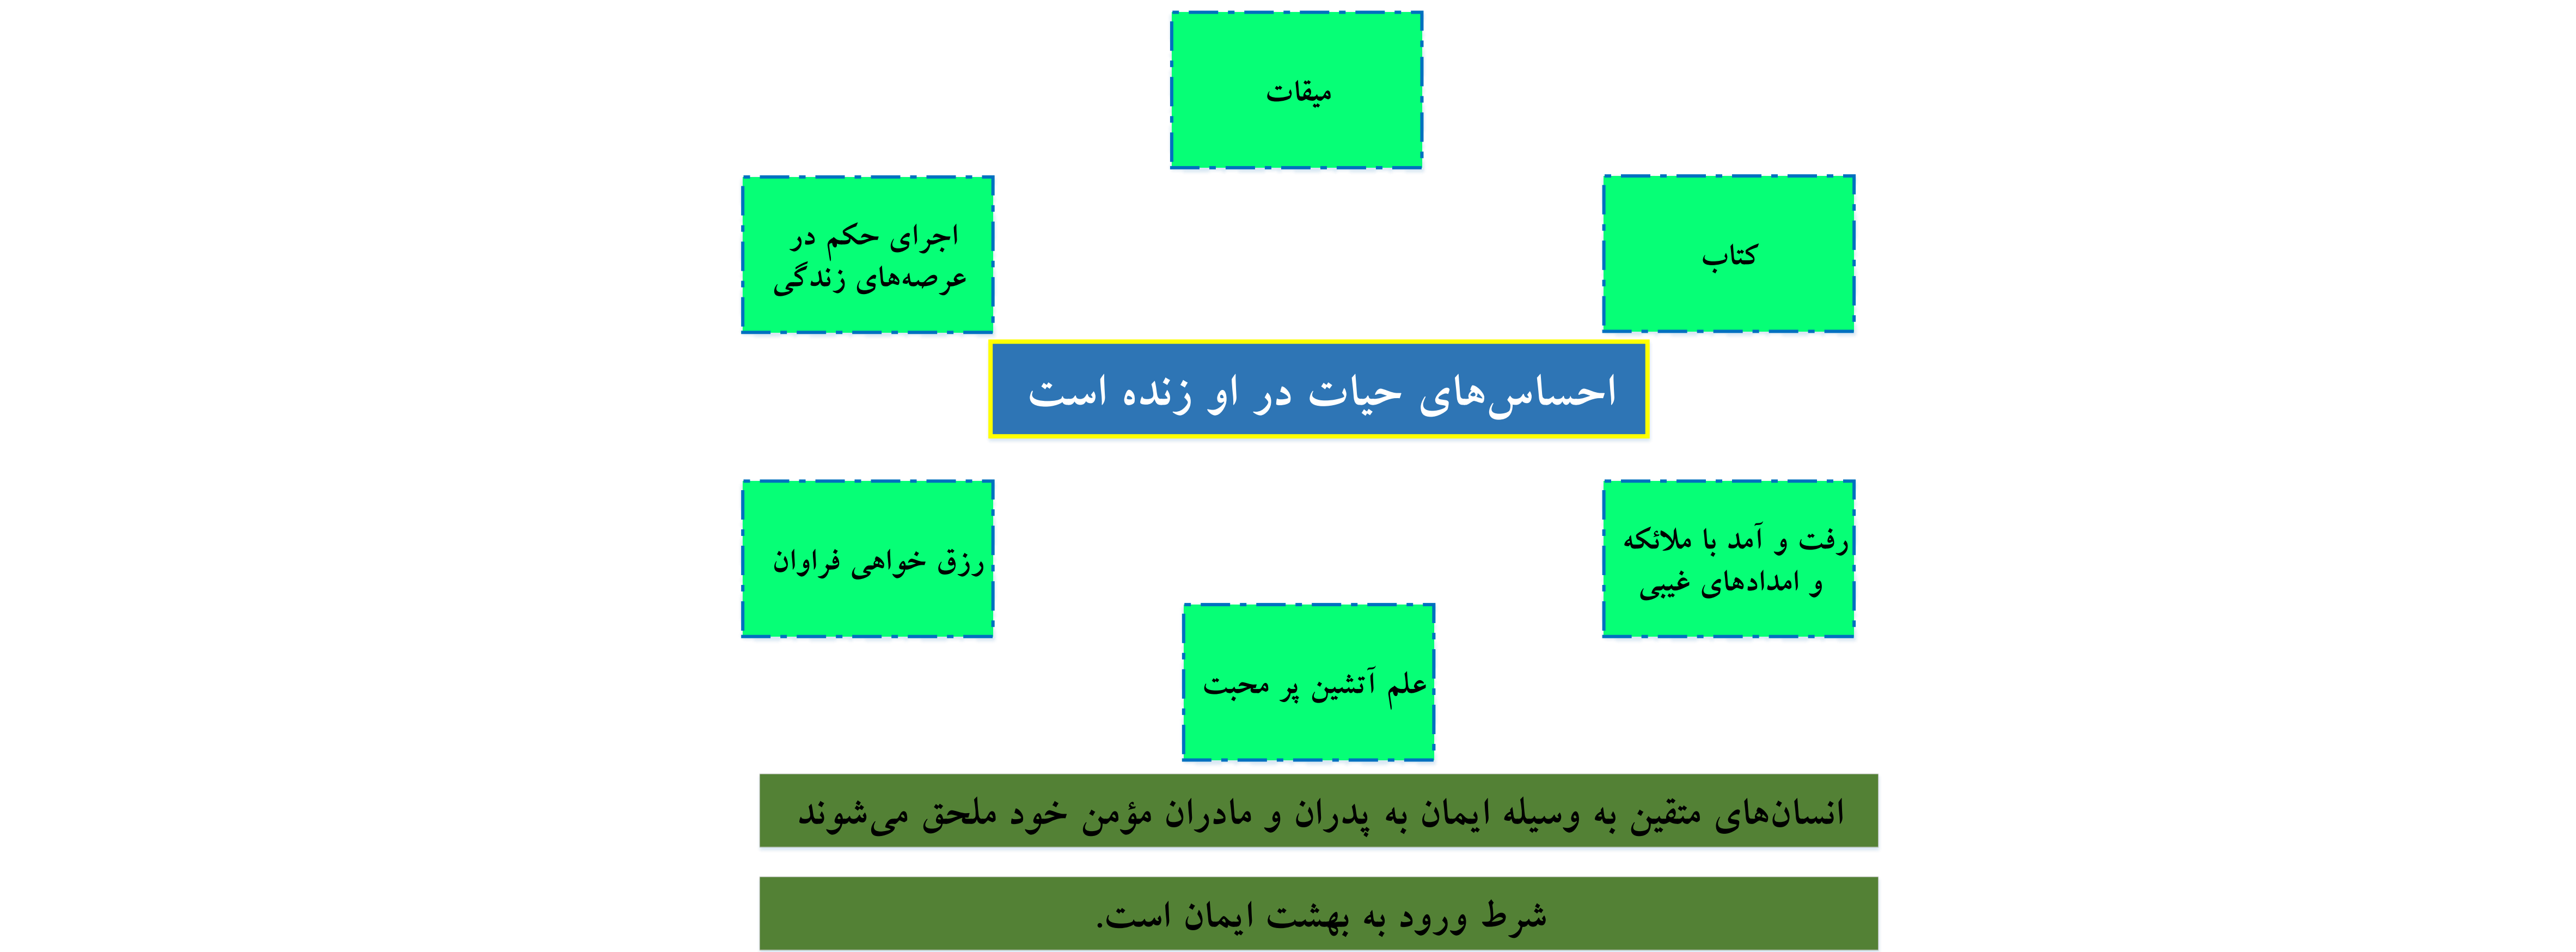 میقات
کتاب
اجرای حکم در
عرصه‌های زندگی
احساس‌های حیات در او زنده است
رفت و آمد با ملائکه
و امدادهای غیبی
رزق خواهی فراوان
علم آتشین پر محبت
انسان‌های متقین به وسیله ایمان به پدران و مادران مؤمن خود ملحق می‌شوند
شرط ورود به بهشت ایمان است.